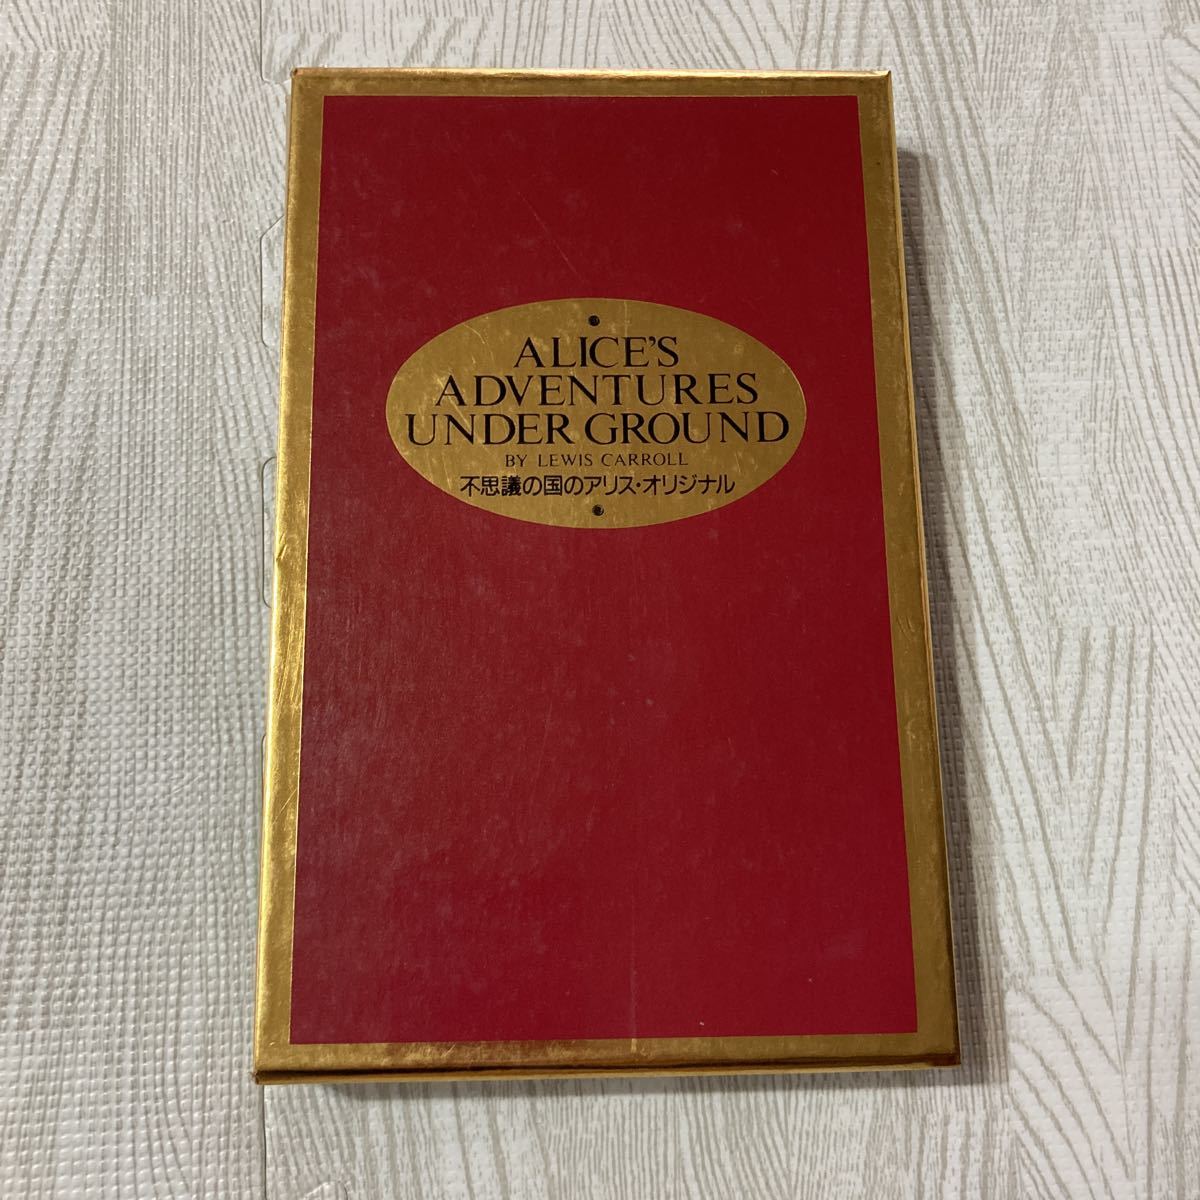 ALICE'S
ADVENTURES
UNDER GROUND
BY LEWIS CARROLL
不思議の国のアリス・オリジナル